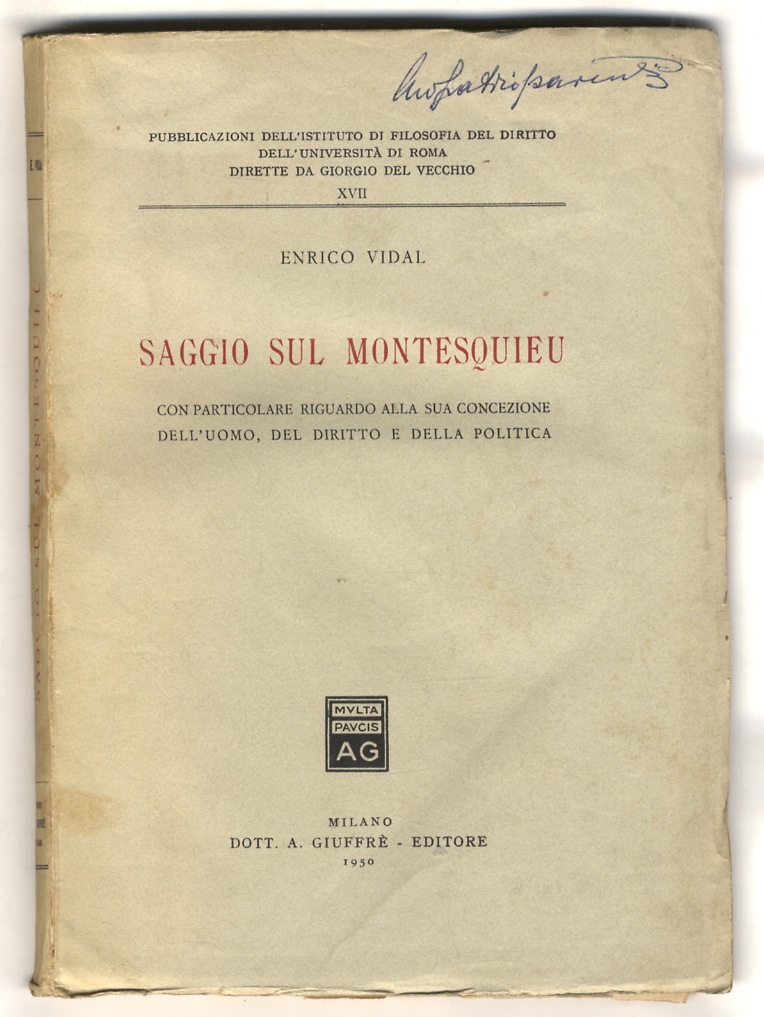 PUBBLICAZIONI DELL'ISTITUTO DI FILOSOFIA DEL DIRITTO
DELL'UNIVERSITÀ DI ROMA
DIRETTE DA GIORGIO DEL VECCHIO
XVII
ENRICO VIDAL
SAGGIO SUL MONTESQUIEU
CON PARTICOLARE RIGUARDO ALLA SUA CONCEZIONE
DELL'UOMO, DEL DIRITTO E DELLA POLITICA
MVLTA
PAVCIS
AG
MILANO
DOTT. A. GIUFFRÈ - EDITORE
1950
E. VIDAL
SAGGIO SUL MONTESQUIEU